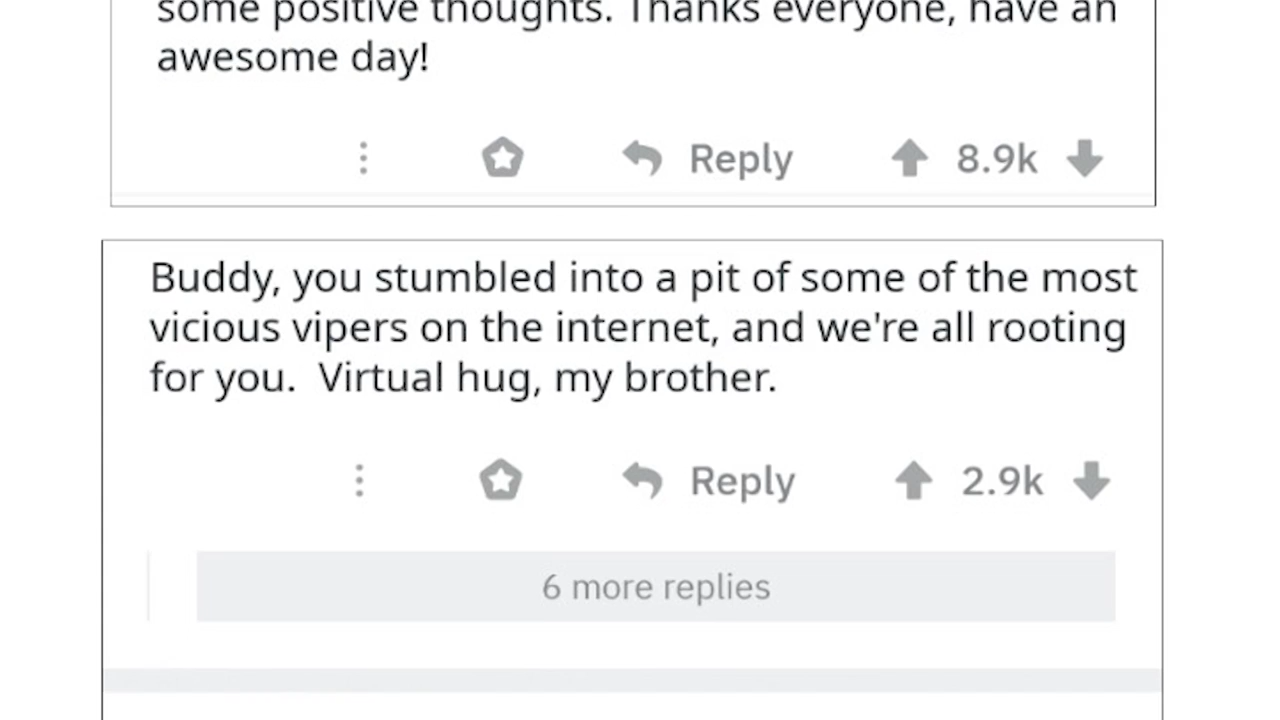 some positive thoughts. Thanks everyone, have an
awesome day!
Reply 8.9k
Buddy, you stumbled into a pit of some of the most
vicious vipers on the internet, and we're all rooting
for you.  Virtual hug, my brother.
Reply 2.9k
6 more replies